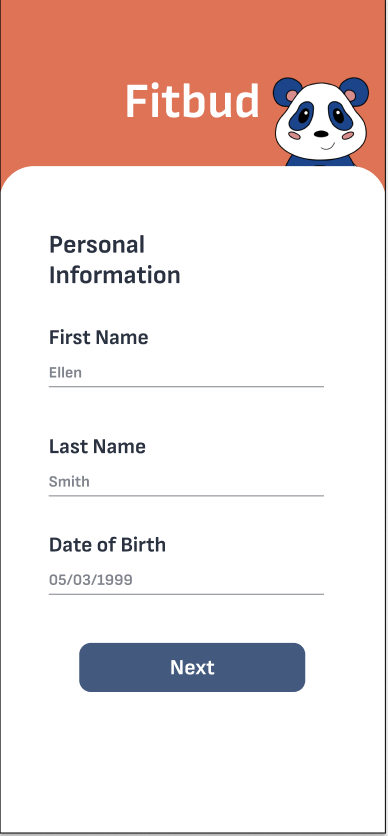 Fitbud
Personal
Information
First Name
Ellen
Last Name
Smith
Date of Birth
05/03/1999
Next